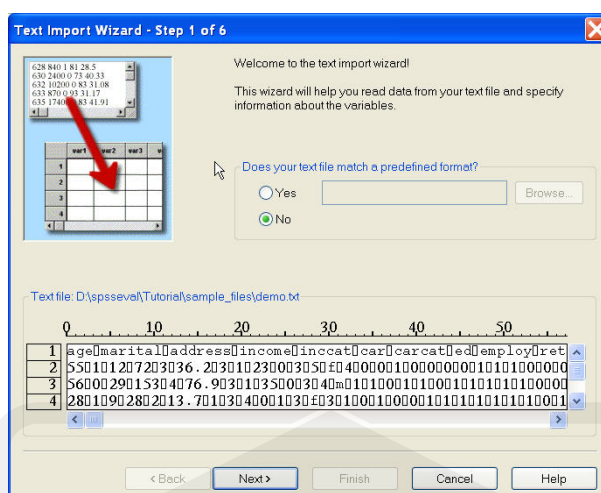 Text Import Wizard - Step 1 of 6
628 840 1 81 28.5
630 2400 0 73 40.33
632 10200 0 83 31.08
633 870 0 93 31.17
635 17400 0 83 41.91
var1 var2 var3 v
1
2
3
4
Welcome to the text import wizard!
This wizard will help you read data from your text file and specify
information about the variables.
Does your text file match a predefined format?
Yes
Browse...
No
Text file: D:\spsseval\Tutorial\sample_files\demo.txt
0 10 20 30 40 50
1 age▯marital▯address▯income▯inccat▯car▯carcat▯ed▯employ▯ret
2
3
4
< Back Next > Finish Cancel Help